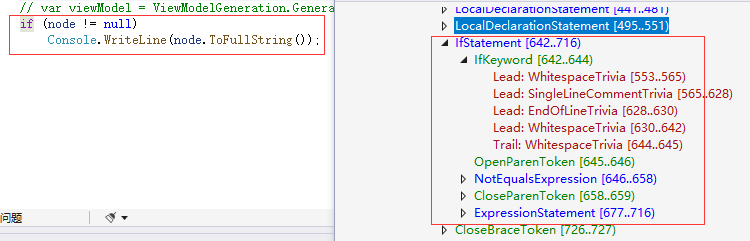 // var viewModel = ViewModelGeneration.Genera
if (node != null)
Console.WriteLine(node.ToFullString());
问题
LocalDeclarationStatement [441..481]
LocalDeclarationStatement [495..551]
IfStatement [642..716]
IfKeyword [642..644]
Lead: WhitespaceTrivia [553..565]
Lead: SingleLineCommentTrivia [565..628]
Lead: EndOfLineTrivia [628..630]
Lead: WhitespaceTrivia [630..642]
Trail: WhitespaceTrivia [644..645]
OpenParenToken [645..646]
NotEqualsExpression [646..658]
CloseParenToken [658..659]
ExpressionStatement [677..716]
CloseBraceToken [726..727]